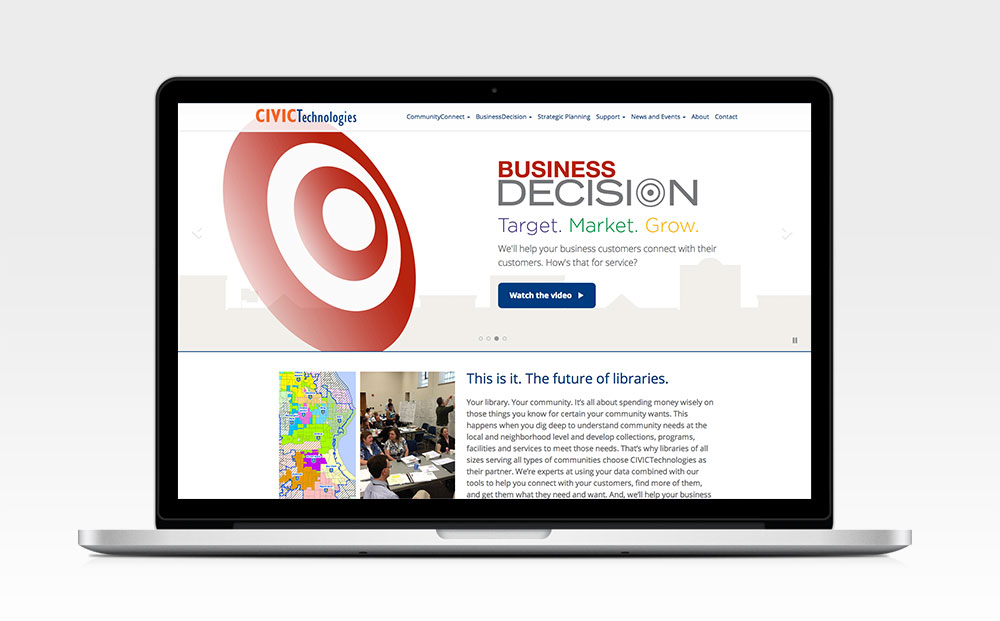 CIVICTechnologies
CommunityConnect BusinessDecision Strategic Planning Support News and Events About Contact
BUSINESS
DECISION
Target. Market. Grow.
We'll help your business customers connect with their
customers. How's that for service?
Watch the video
This is it. The future of libraries.
Your library. Your community. It's all about spending money wisely on
those things you know for certain your community wants. This
happens when you dig deep to understand community needs at the
local and neighborhood level and develop collections, programs,
facilities and services to meet those needs. That's why libraries of all
sizes serving all types of communities choose CIVICTechnologies as
their partner. We're experts at using your data combined with our
tools to help you connect with your customers, find more of them,
and get them what they need and want. And, we'll help your business